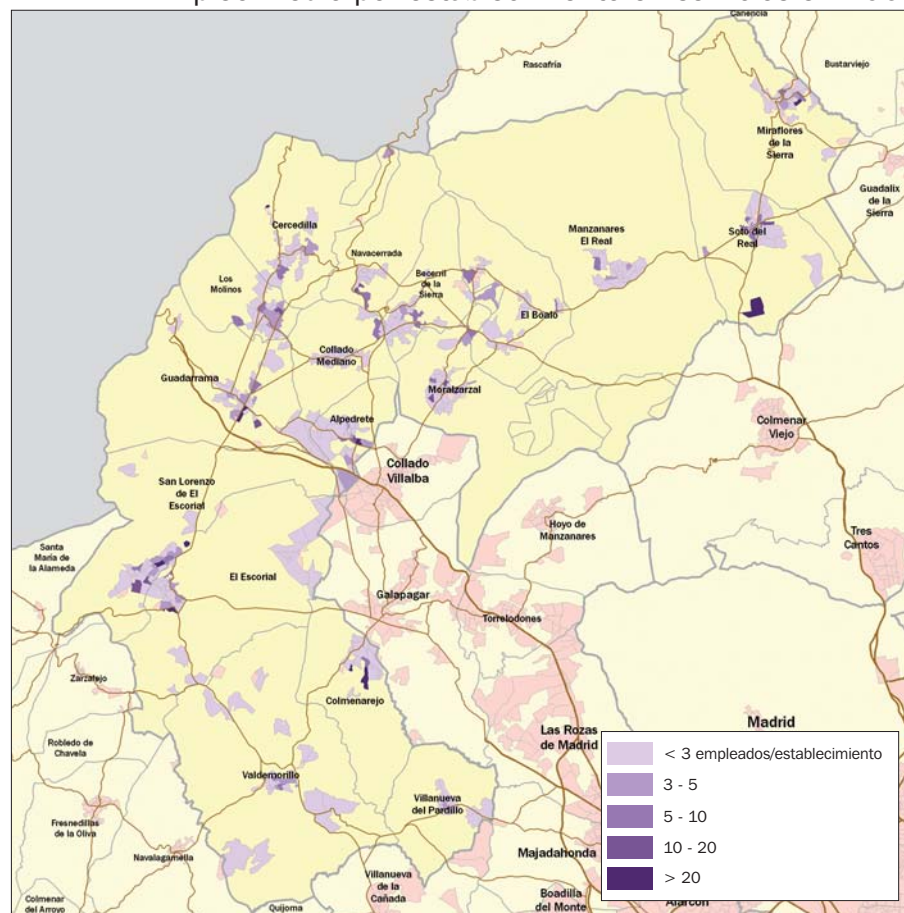 Canencia
Rascafría
Bustarviejo
Miraflores
de la
Sierra
Guadalix
de la
Sierra
Cercedilla
Soto del
Real
Manzanares
El Real
Navacerrada
Los
Molinos
Becerril
de la
Sierra
El Boalo
Collado
Mediano
Guadarrama
Moralzarzal
Alpedrete
Colmenar
Viejo
Collado
Villalba
San Lorenzo
de El
Escorial
Hoyo de
Manzanares
Tres
Cantos
Santa
María de
la Alameda
El Escorial
Galapagar
Torrelodones
Zarzalejo
Colmenarejo
Robledo de
Chavela
Las Rozas
de Madrid
Madrid
Valdemorillo
Villanueva
del Pardillo
Fresnedillas
de la Oliva
Navalagamella
Majadahonda
Villanueva
de la
Cañada
Boadilla
del Monte
Alarcón
Colmenar
del Arroyo
Quijorna
< 3 empleados/establecimiento
3 - 5
5 - 10
10 - 20
> 20